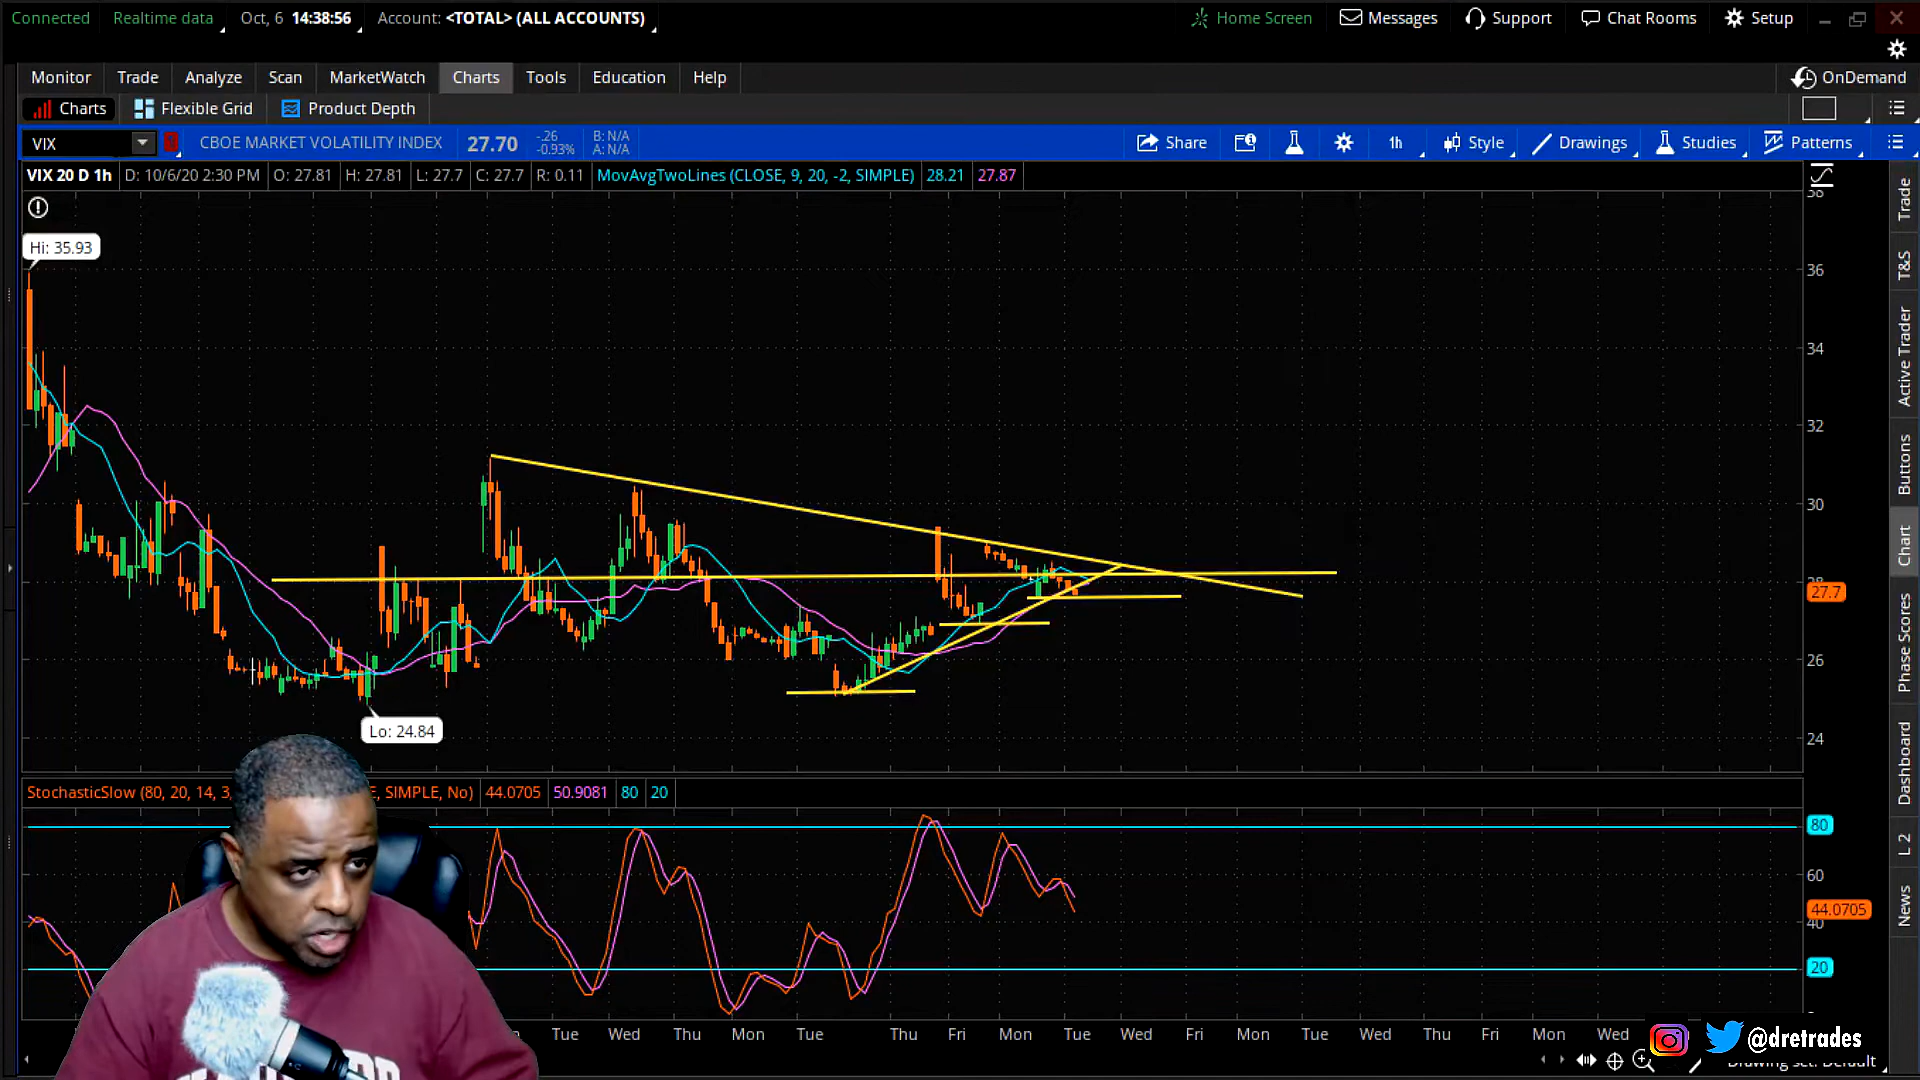 Connected Realtime data Oct, 6 14:38:56 Account: <TOTAL> (ALL ACCOUNTS) Home Screen Messages Support Chat Rooms Setup
Monitor Trade Analyze Scan MarketWatch Charts Tools Education Help OnDemand
Charts Flexible Grid Product Depth
VIX CBOE MARKET VOLATILITY INDEX 27.70 -.26 -0.93% B: N/A A: N/A Share 1h Style Drawings Studies Patterns
VIX 20 D 1h D: 10/6/20 2:30 PM O: 27.81 H: 27.81 L: 27.7 C: 27.7 R: 0.11 MovAvgTwoLines (CLOSE, 9, 20, -2, SIMPLE) 28.21 27.87
38
Hi: 35.93
36
34
32
30
28
27.7
26
24
Lo: 24.84
StochasticSlow (80, 20, 14, 3, E, SIMPLE, No) 44.0705 50.9081 80 20
80
60
44.0705
40
20
Tue Wed Thu Mon Tue Thu Fri Mon Tue Wed Fri Mon Tue Wed Thu Mon Wed
@dretrades
Drawing set: Default
Trade
T&S
Active Trader
Buttons
Chart
Phase Scores
Dashboard
L 2
News